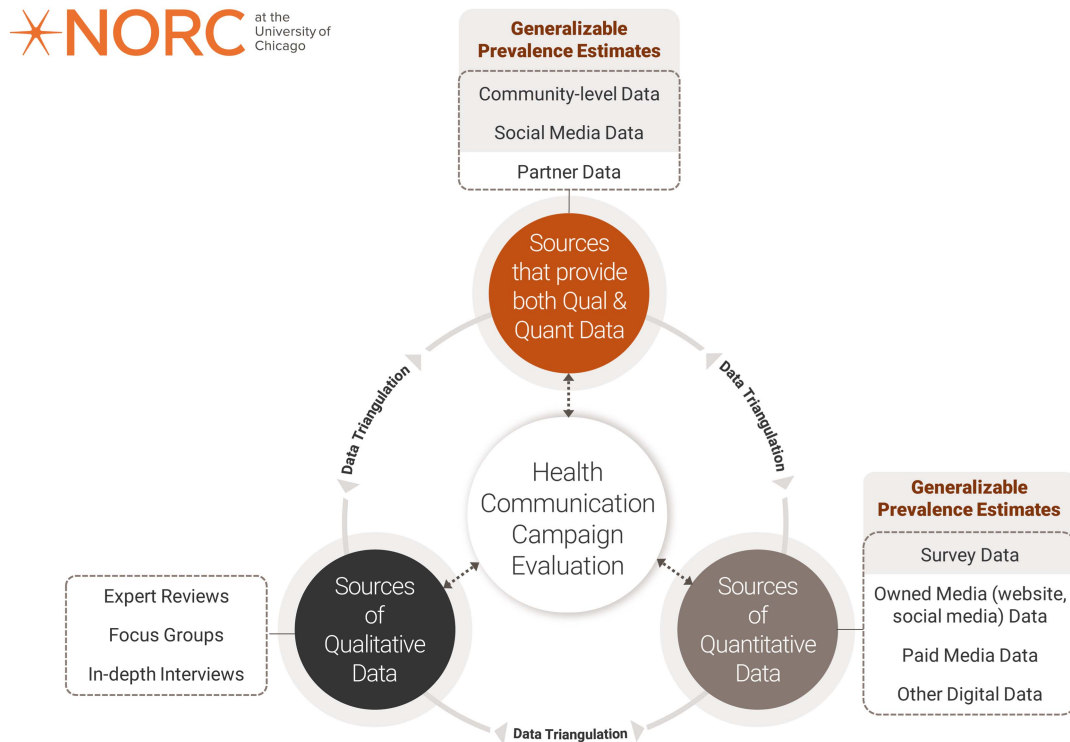 NORC
at the
University of
Chicago
Generalizable
Prevalence Estimates
Community-level Data
Social Media Data
Partner Data
Sources
that provide
both Qual &
Quant Data
Data Triangulation
Data Triangulation
Health
Communication
Campaign
Evaluation
Generalizable
Prevalence Estimates
Survey Data
Owned Media (website,
social media) Data
Paid Media Data
Other Digital Data
Expert Reviews
Focus Groups
In-depth Interviews
Sources
of
Qualitative
Data
Sources
of
Quantitative
Data
Data Triangulation